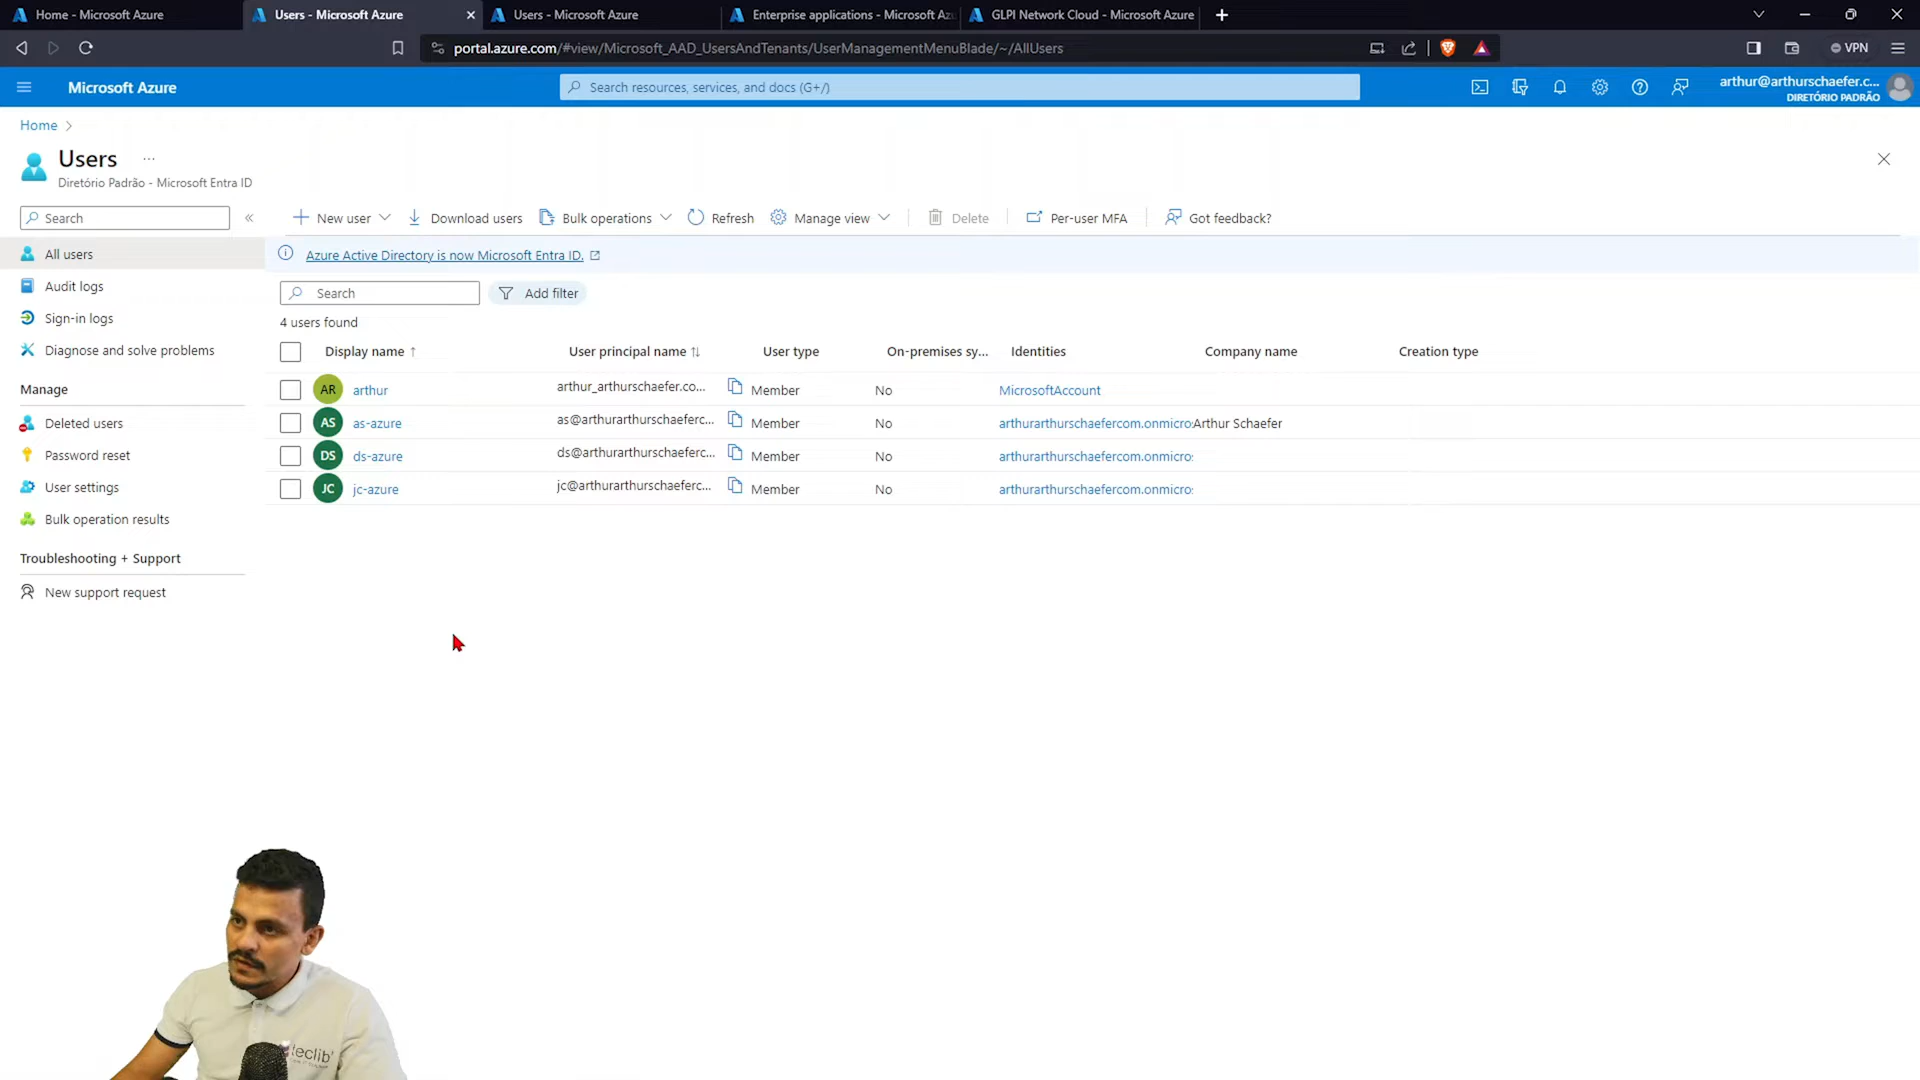 Home - Microsoft Azure
Users - Microsoft Azure
Users - Microsoft Azure
Enterprise applications - Microsoft Az
GLPI Network Cloud - Microsoft Azure
portal.azure.com/#view/Microsoft_AAD_UsersAndTenants/UserManagementMenuBlade/~/AllUsers
VPN
Microsoft Azure
Search resources, services, and docs (G+/)
arthur@arthurschaefer.c...
DIRETÓRIO PADRÃO
Home
Users
...
Diretório Padrão - Microsoft Entra ID
Search
New user
Download users
Bulk operations
Refresh
Manage view
Delete
Per-user MFA
Got feedback?
All users
Audit logs
Sign-in logs
Diagnose and solve problems
Manage
Deleted users
Password reset
User settings
Bulk operation results
Troubleshooting + Support
New support request
Azure Active Directory is now Microsoft Entra ID.
Search
Add filter
4 users found
Display name ↑ User principal name ↑↓ User type On-premises sy... Identities Company name Creation type
AR arthur arthur_arthurschaefer.co... Member No MicrosoftAccount
AS as-azure as@arthurarthurschaeferc... Member No arthurarthurschaefercom.onmicro Arthur Schaefer
DS ds-azure ds@arthurarthurschaeferc... Member No arthurarthurschaefercom.onmicro
JC jc-azure jc@arthurarthurschaeferc... Member No arthurarthurschaefercom.onmicro
teclib'